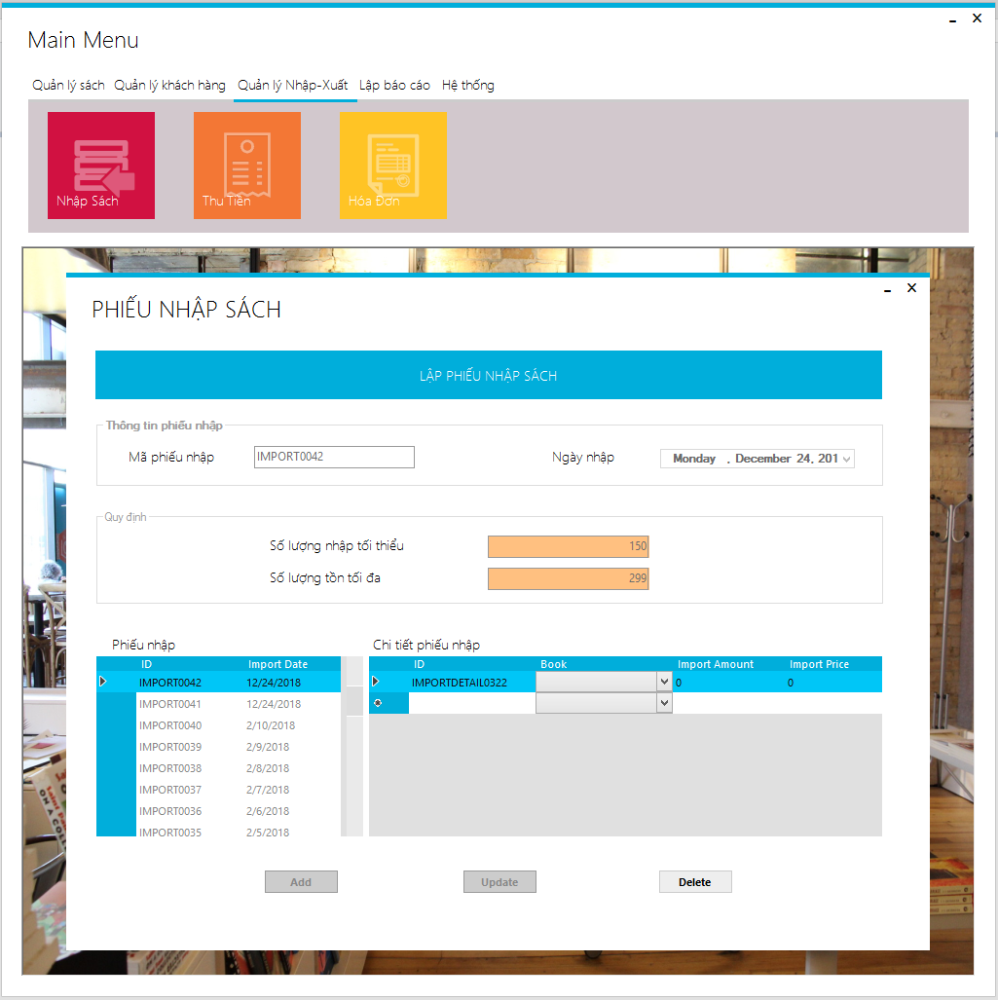 Main Menu
Quản lý sách Quản lý khách hàng Quản lý Nhập-Xuất Lập báo cáo Hệ thống
Nhập Sách Thu Tiền Hóa Đơn
PHIẾU NHẬP SÁCH
LẬP PHIẾU NHẬP SÁCH
Thông tin phiếu nhập
Mã phiếu nhập IMPORT0042 Ngày nhập Monday , December 24, 201
Quy định
Số lượng nhập tối thiểu 150
Số lượng tồn tối đa 299
Phiếu nhập Chi tiết phiếu nhập
ID Import Date ID Book Import Amount Import Price
IMPORT0042 12/24/2018 IMPORTDETAIL0322 0 0
IMPORT0041 12/24/2018
IMPORT0040 2/10/2018
IMPORT0039 2/9/2018
IMPORT0038 2/8/2018
IMPORT0037 2/7/2018
IMPORT0036 2/6/2018
IMPORT0035 2/5/2018
Add Update Delete